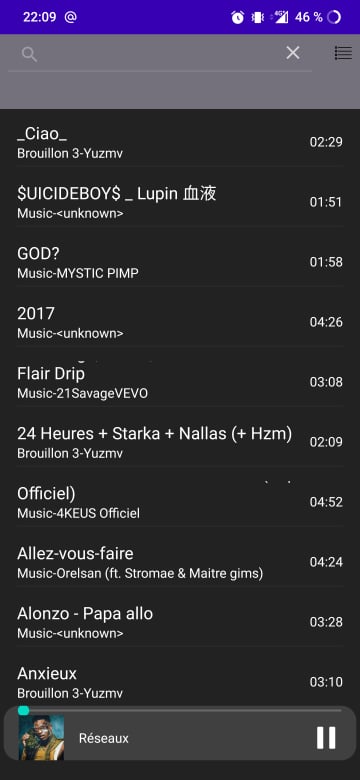 22:09 @ 4G+ 46 %
_Ciao_
Brouillon 3-Yuzmv
02:29
$UICIDEBOY$ _ Lupin 血液
Music-<unknown>
01:51
GOD?
Music-MYSTIC PIMP
01:58
2017
Music-<unknown>
04:26
Flair Drip
Music-21SavageVEVO
03:08
24 Heures + Starka + Nallas (+ Hzm)
Brouillon 3-Yuzmv
02:09
Officiel)
Music-4KEUS Officiel
04:52
Allez-vous-faire
Music-Orelsan (ft. Stromae & Maitre gims)
04:24
Alonzo - Papa allo
Music-<unknown>
03:28
Anxieux
Brouillon 3-Yuzmv
03:10
Réseaux